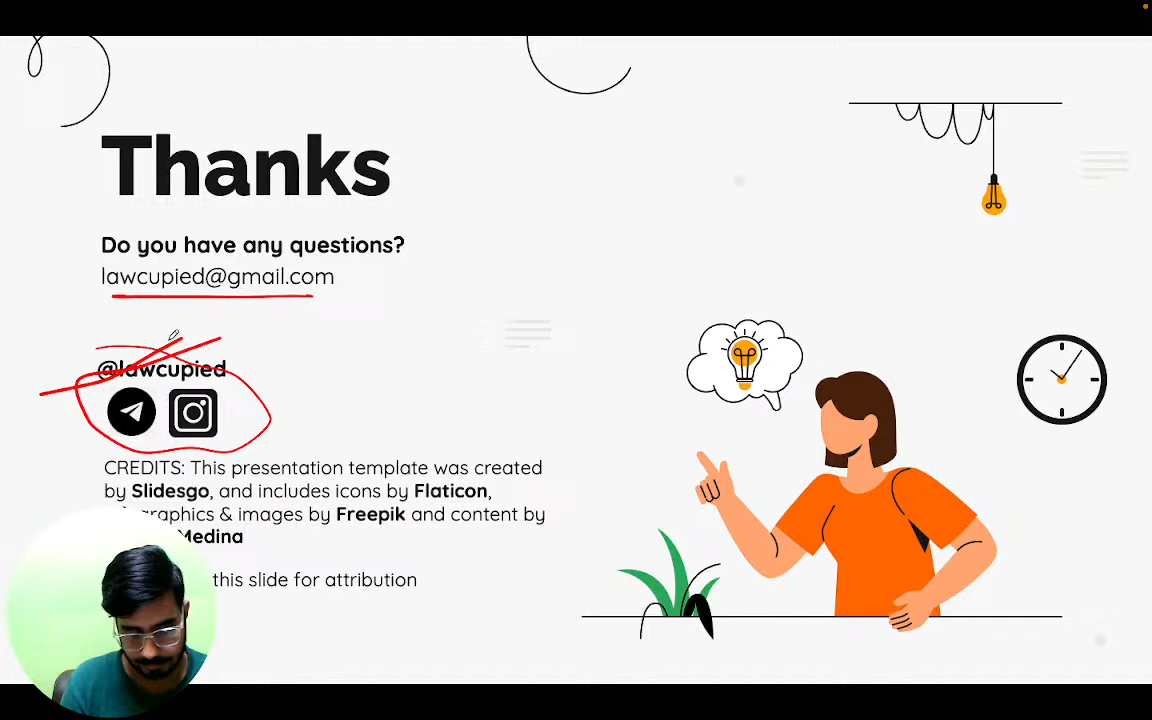 Thanks
Do you have any questions?
lawcupied@gmail.com
@lawcupied
CREDITS: This presentation template was created
by Slidesgo, and includes icons by Flaticon,
& images by Freepik and content by
Medina
this slide for attribution